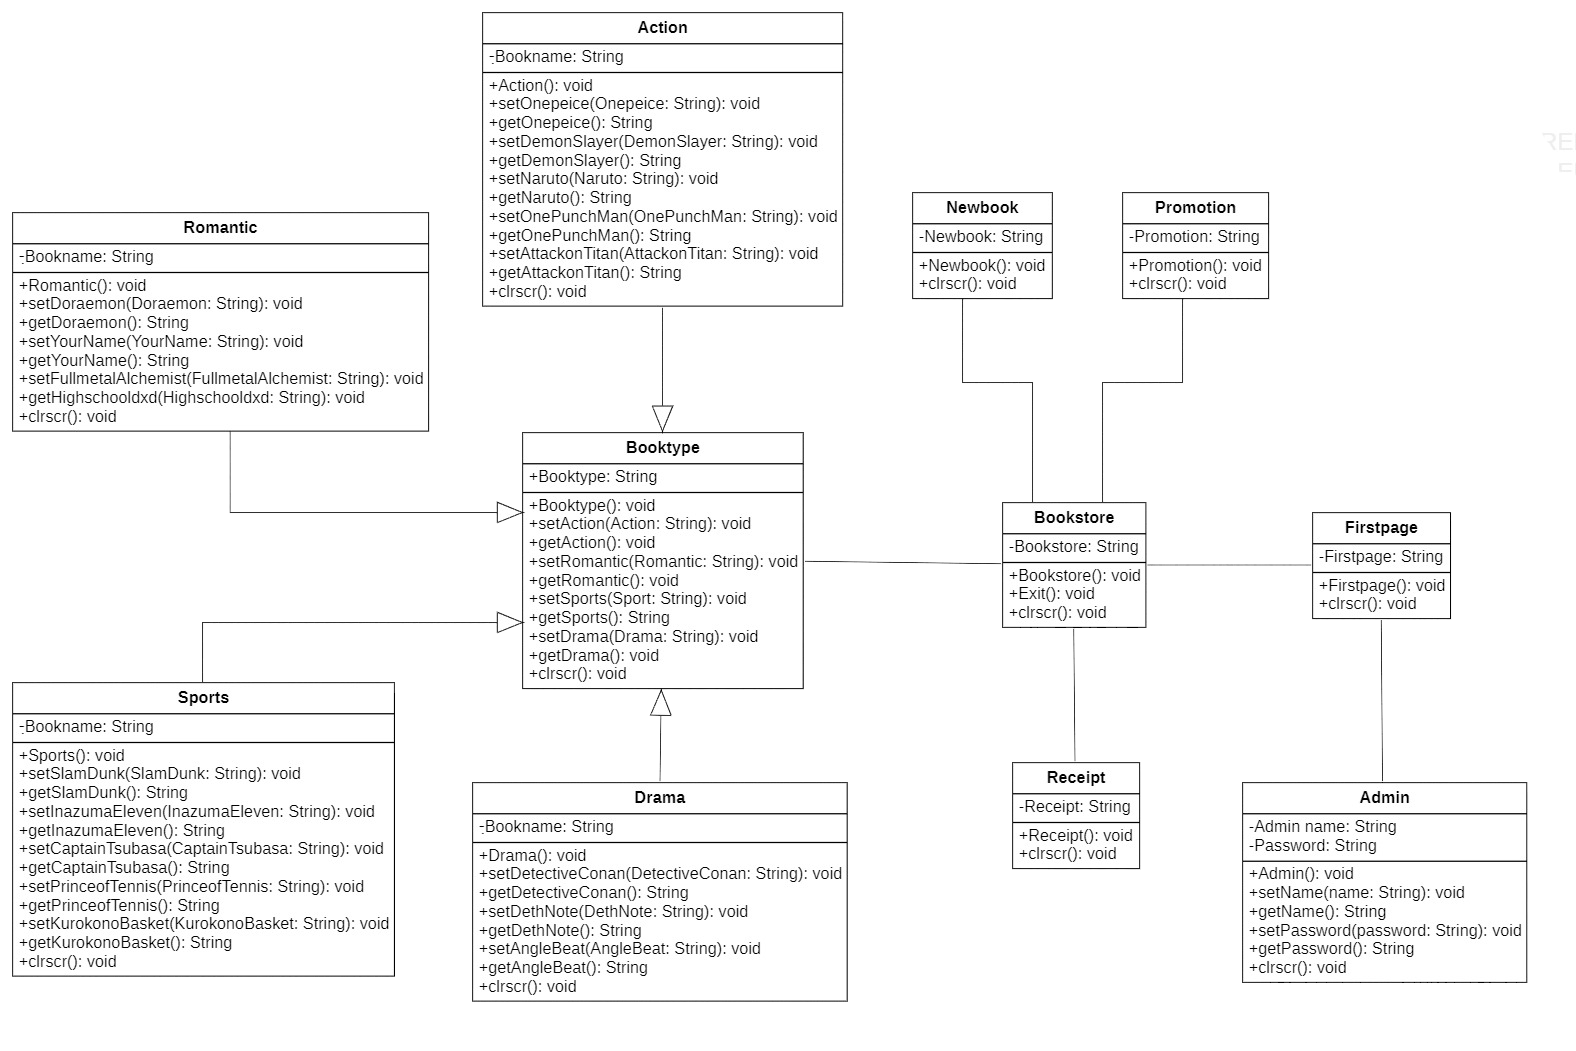 Action
-Bookname: String
+Action(): void
+setOnepeice(Onepeice: String): void
+getOnepeice(): String
+setDemonSlayer(DemonSlayer: String): void
+getDemonSlayer(): String
+setNaruto(Naruto: String): void
+getNaruto(): String
+setOnePunchMan(OnePunchMan: String): void
+getOnePunchMan(): String
+setAttackonTitan(AttackonTitan: String): void
+getAttackonTitan(): String
+clrscr(): void
Romantic
-Bookname: String
+Romantic(): void
+setDoraemon(Doraemon: String): void
+getDoraemon(): String
+setYourName(YourName: String): void
+getYourName(): String
+setFullmetalAlchemist(FullmetalAlchemist: String): void
+getHighschooldxd(Highschooldxd: String): void
+clrscr(): void
Newbook
-Newbook: String
+Newbook(): void
+clrscr(): void
Promotion
-Promotion: String
+Promotion(): void
+clrscr(): void
Booktype
+Booktype: String
+Booktype(): void
+setAction(Action: String): void
+getAction(): void
+setRomantic(Romantic: String): void
+getRomantic(): void
+setSports(Sport: String): void
+getSports(): String
+setDrama(Drama: String): void
+getDrama(): void
+clrscr(): void
Bookstore
-Bookstore: String
+Bookstore(): void
+Exit(): void
+clrscr(): void
Firstpage
-Firstpage: String
+Firstpage(): void
+clrscr(): void
Sports
-Bookname: String
+Sports(): void
+setSlamDunk(SlamDunk: String): void
+getSlamDunk(): String
+setInazumaEleven(InazumaEleven: String): void
+getInazumaEleven(): String
+setCaptainTsubasa(CaptainTsubasa: String): void
+getCaptainTsubasa(): String
+setPrinceofTennis(PrinceofTennis: String): void
+getPrinceofTennis(): String
+setKurokonoBasket(KurokonoBasket: String): void
+getKurokonoBasket(): String
+clrscr(): void
Drama
-Bookname: String
+Drama(): void
+setDetectiveConan(DetectiveConan: String): void
+getDetectiveConan(): String
+setDethNote(DethNote: String): void
+getDethNote(): String
+setAngleBeat(AngleBeat: String): void
+getAngleBeat(): String
+clrscr(): void
Receipt
-Receipt: String
+Receipt(): void
+clrscr(): void
Admin
-Admin name: String
-Password: String
+Admin(): void
+setName(name: String): void
+getName(): String
+setPassword(password: String): void
+getPassword(): String
+clrscr(): void